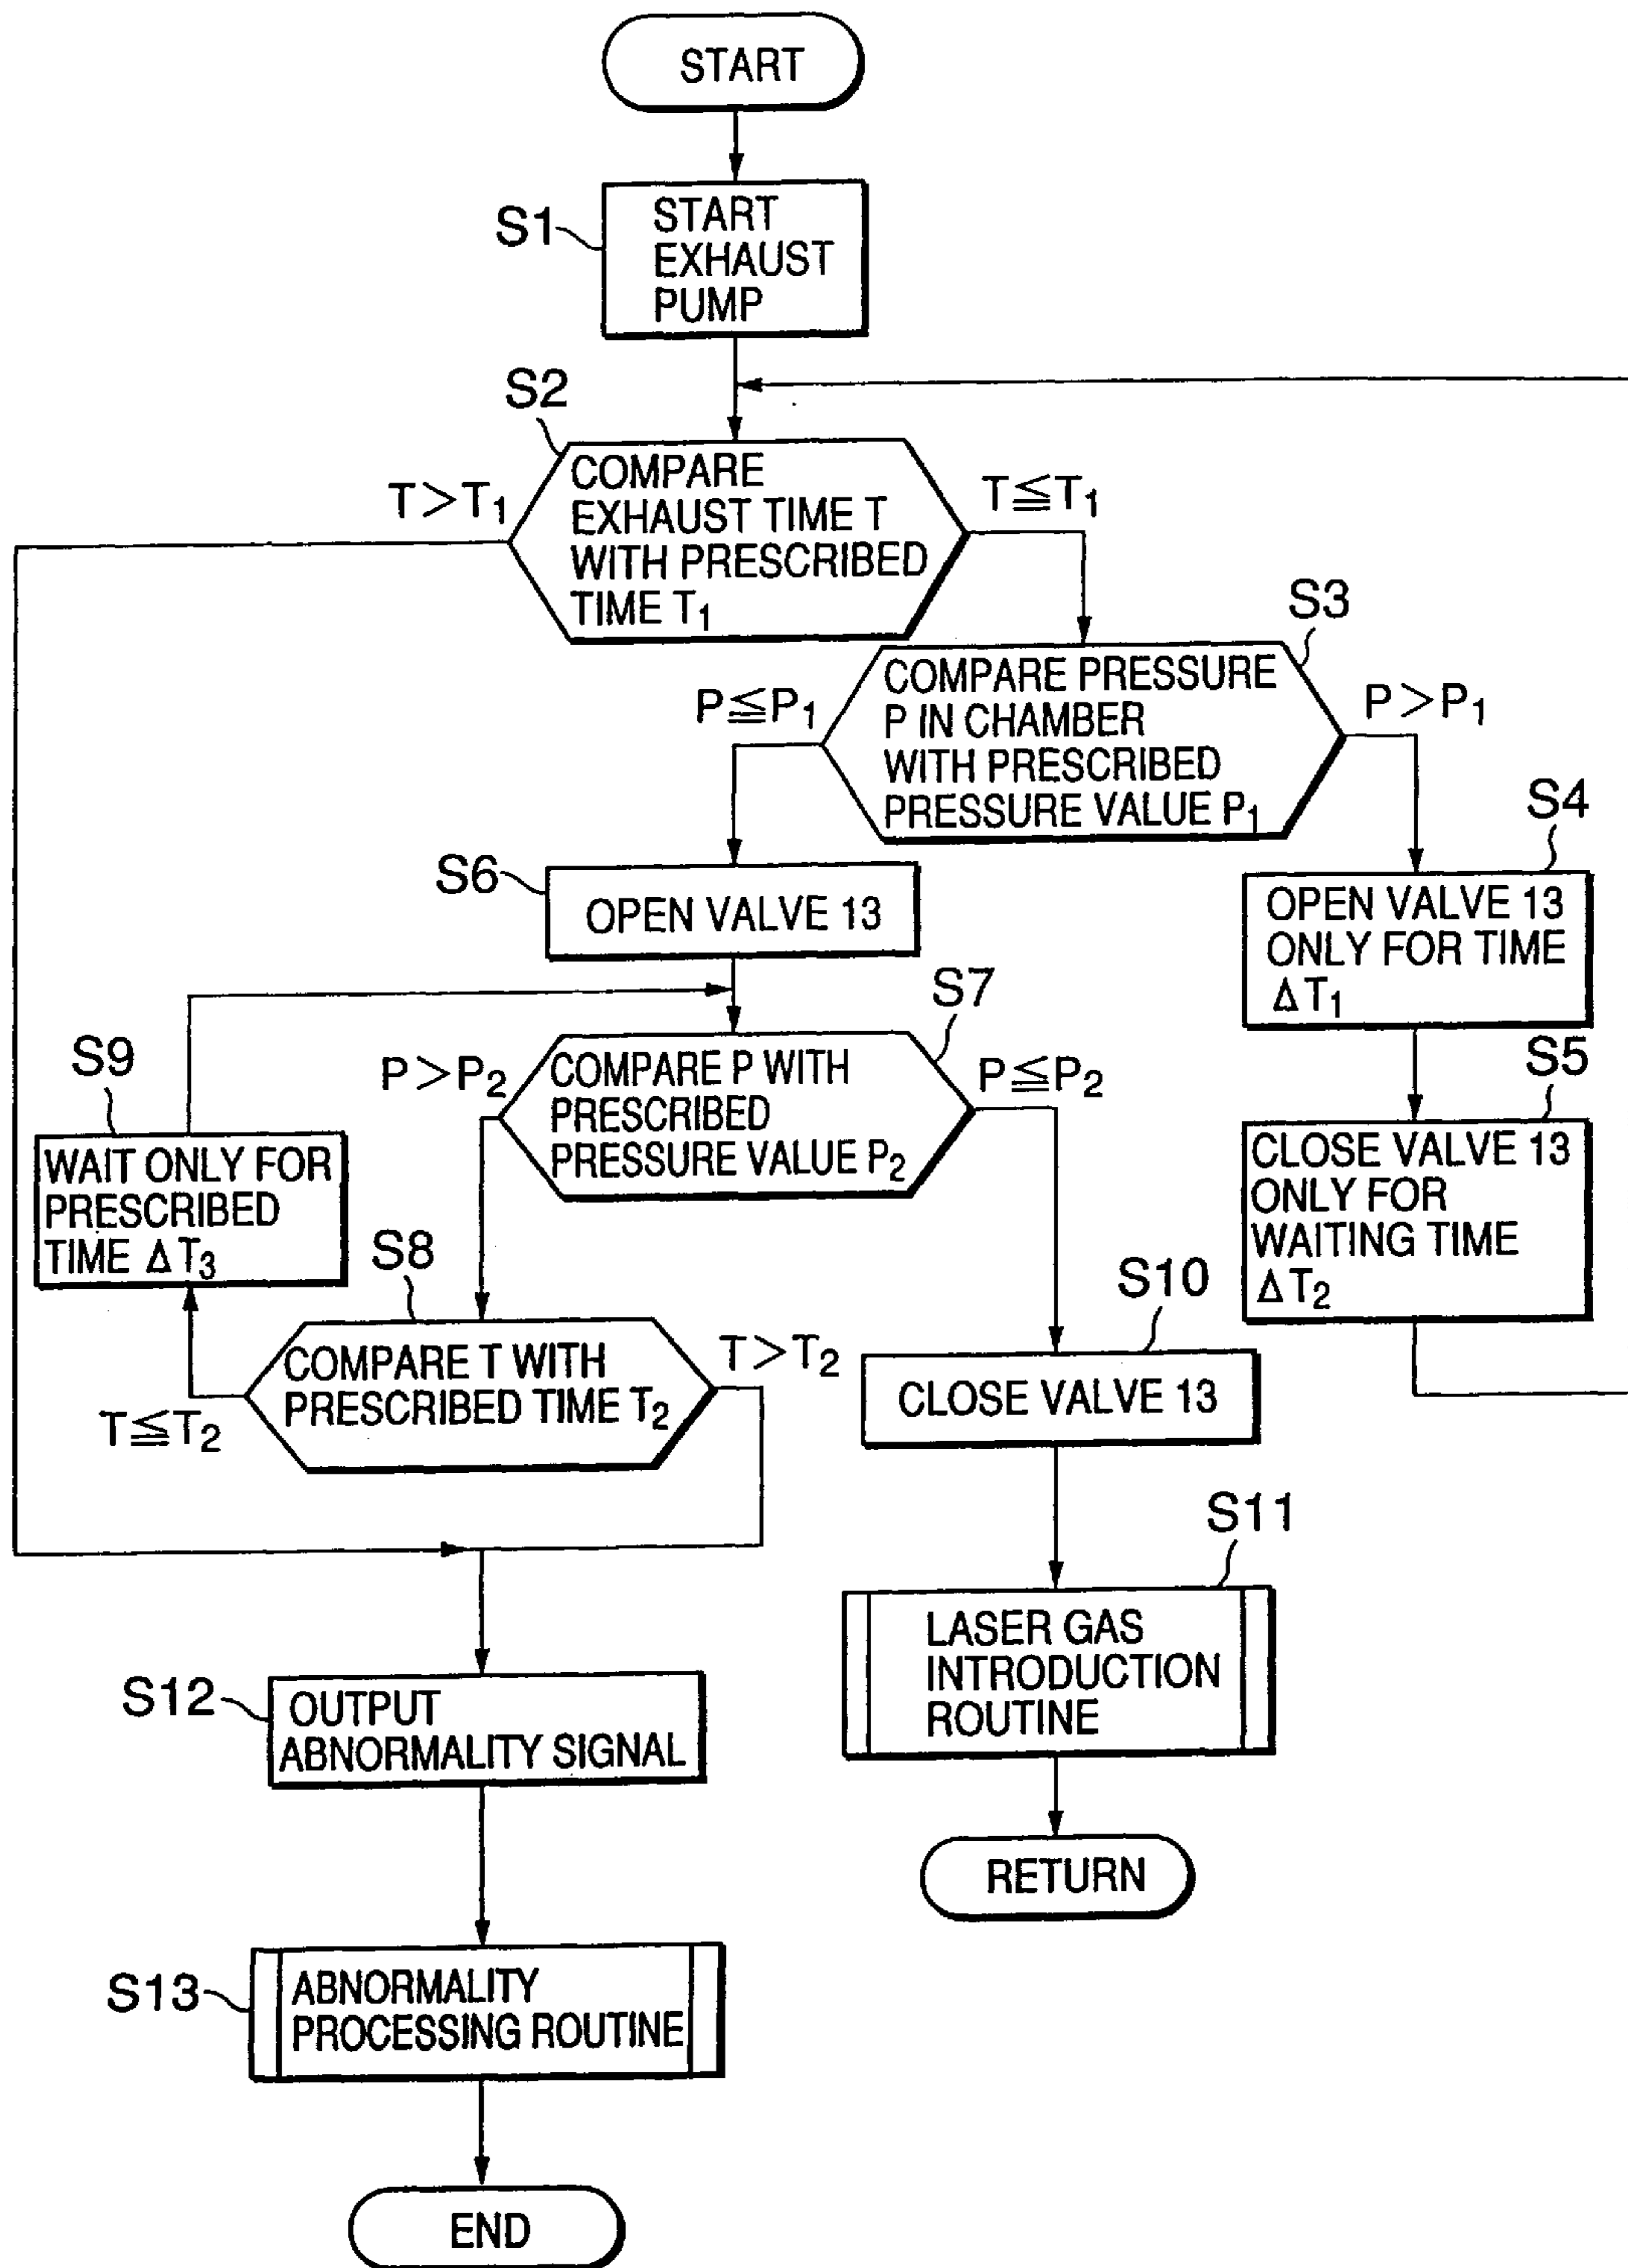 START
S1
START
EXHAUST
PUMP
S2
T>T₁
COMPARE
EXHAUST TIME T
WITH PRESCRIBED
TIME T₁
T≦T₁
S3
P≦P₁
COMPARE PRESSURE
P IN CHAMBER
WITH PRESCRIBED
PRESSURE VALUE P₁
P>P₁
S4
OPEN VALVE 13
ONLY FOR TIME
ΔT₁
S6
OPEN VALVE 13
S7
P>P₂
COMPARE P WITH
PRESCRIBED
PRESSURE VALUE P₂
P≦P₂
S5
CLOSE VALVE 13
ONLY FOR
WAITING TIME
ΔT₂
S9
WAIT ONLY FOR
PRESCRIBED
TIME ΔT₃
S8
COMPARE T WITH
PRESCRIBED TIME T₂
T>T₂
T≦T₂
S10
CLOSE VALVE 13
S11
LASER GAS
INTRODUCTION
ROUTINE
RETURN
S12
OUTPUT
ABNORMALITY SIGNAL
S13
ABNORMALITY
PROCESSING ROUTINE
END